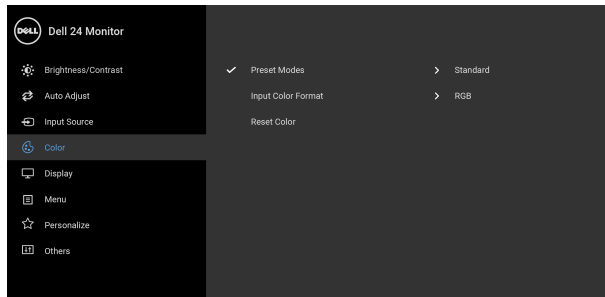 DELL Dell 24 Monitor
Brightness/Contrast Preset Modes Standard
Auto Adjust Input Color Format RGB
Input Source Reset Color
Color
Display
Menu
Personalize
Others